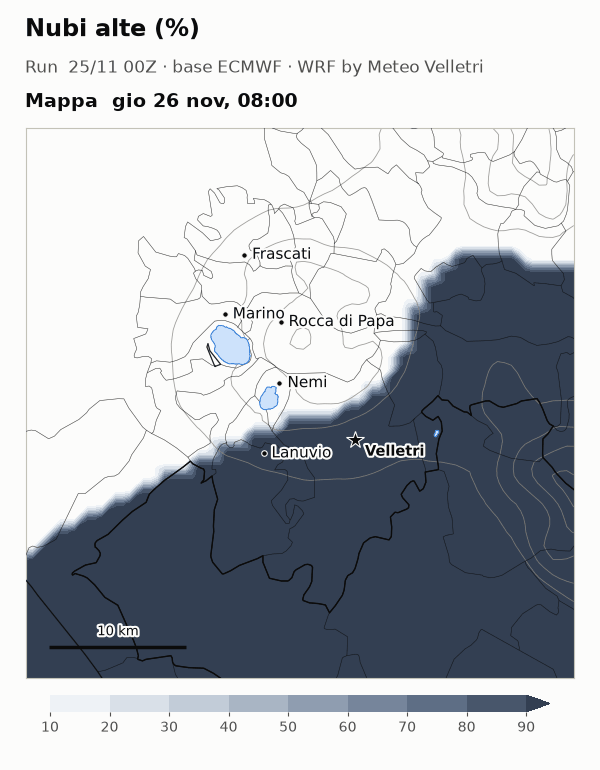 Nubi alte (%)
Run  25/11 00Z · base ECMWF · WRF by Meteo Velletri
Mappa  gio 26 nov, 08:00
Frascati
Marino
Rocca di Papa
Nemi
Velletri
Lanuvio
10 km
10 20 30 40 50 60 70 80 90